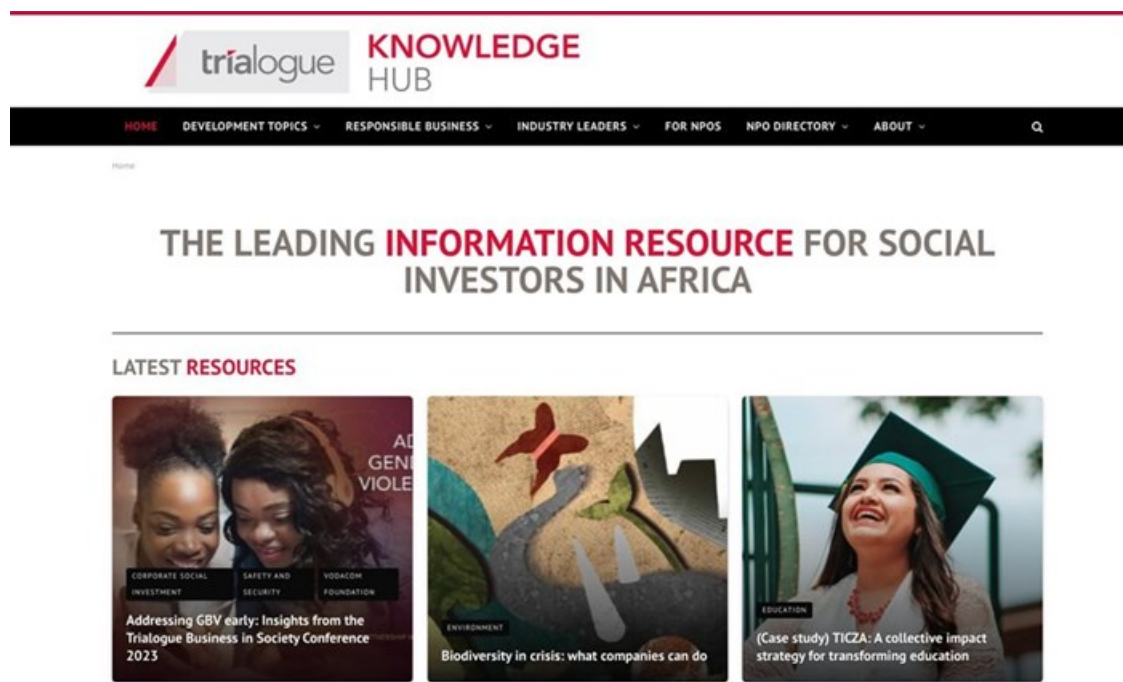 trialogue
KNOWLEDGE
HUB
HOME DEVELOPMENT TOPICS RESPONSIBLE BUSINESS INDUSTRY LEADERS FOR NPOS NPO DIRECTORY ABOUT
Home
THE LEADING INFORMATION RESOURCE FOR SOCIAL
INVESTORS IN AFRICA
LATEST RESOURCES
AD
GENE
VIOLE
CORPORATE SOCIAL
INVESTMENT
SAFETY AND
SECURITY
VODACOM
FOUNDATION
Addressing GBV early: Insights from the
Trialogue Business in Society Conference
2023
ENVIRONMENT
Biodiversity in crisis: what companies can do
EDUCATION
(Case study) TICZA: A collective impact
strategy for transforming education